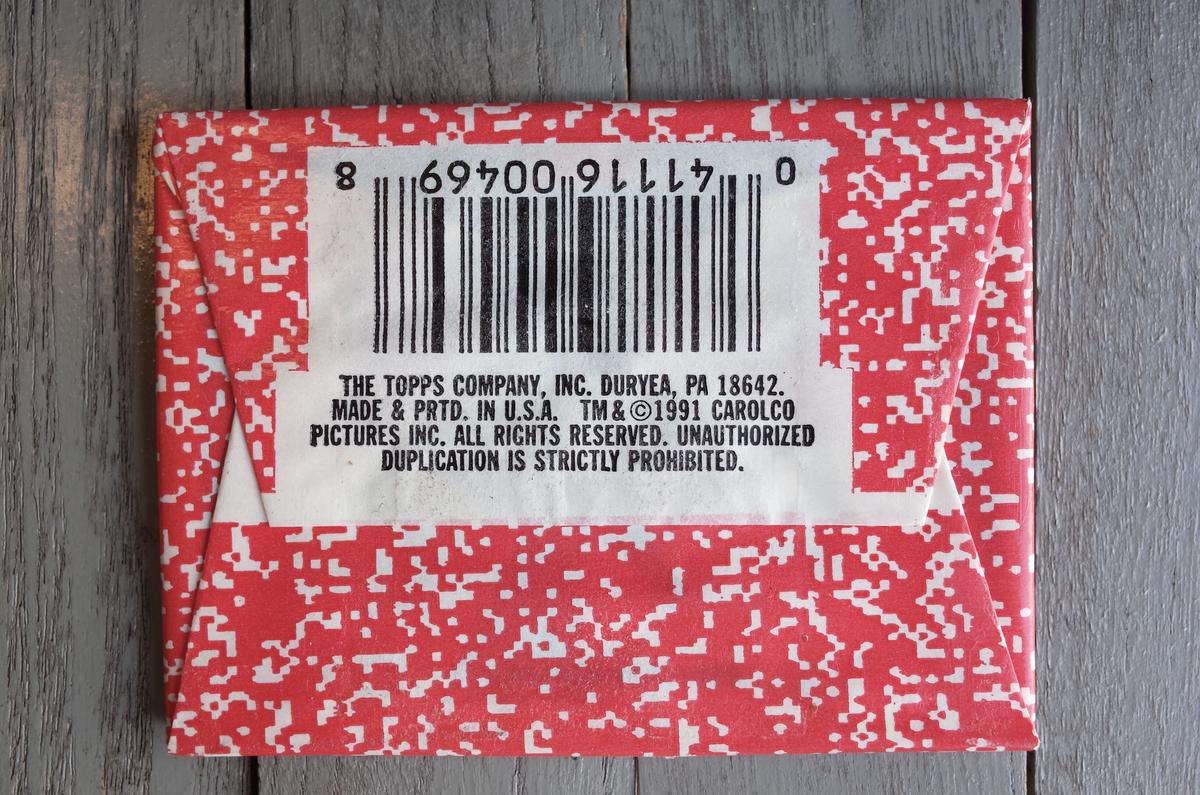 0 41116 00469 8
THE TOPPS COMPANY, INC. DURYEA, PA 18642.
MADE & PRTD. IN U.S.A. TM & ©1991 CAROLCO
PICTURES INC. ALL RIGHTS RESERVED. UNAUTHORIZED
DUPLICATION IS STRICTLY PROHIBITED.